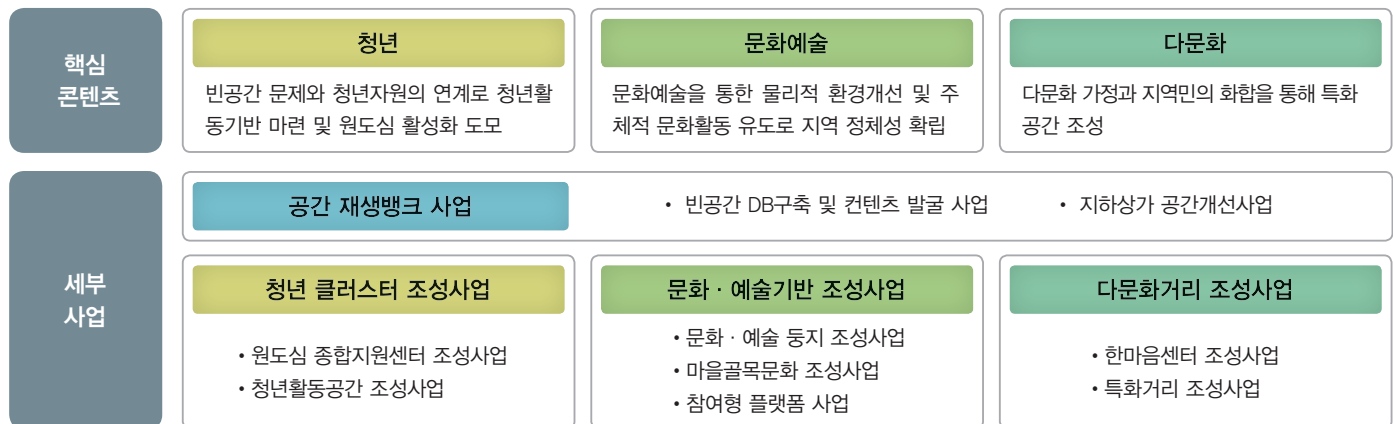 핵심
콘텐츠
청년
빈공간 문제와 청년자원의 연계로 청년활
동기반 마련 및 원도심 활성화 도모
문화예술
문화예술을 통한 물리적 환경개선 및 주
체적 문화활동 유도로 지역 정체성 확립
다문화
다문화 가정과 지역민의 화합을 통해 특화
공간 조성
세부
사업
공간 재생뱅크 사업
• 빈공간 DB구축 및 컨텐츠 발굴 사업
• 지하상가 공간개선사업
청년 클러스터 조성사업
• 원도심 종합지원센터 조성사업
• 청년활동공간 조성사업
문화 · 예술기반 조성사업
• 문화 · 예술 둥지 조성사업
• 마을골목문화 조성사업
• 참여형 플랫폼 사업
다문화거리 조성사업
• 한마음센터 조성사업
• 특화거리 조성사업